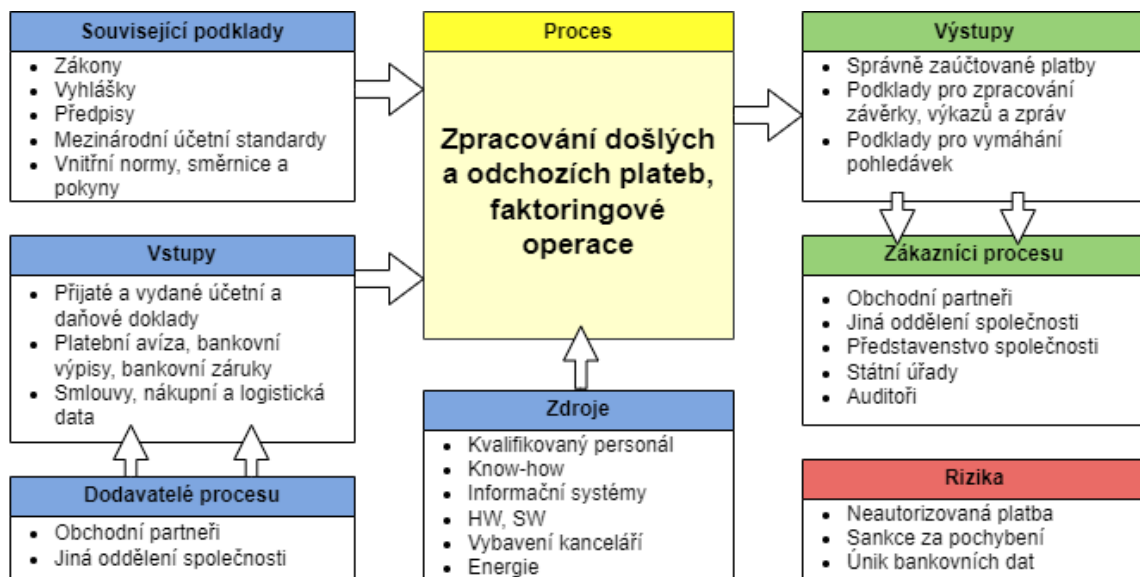 Související podklady
• Zákony
• Vyhlášky
• Předpisy
• Mezinárodní účetní standardy
• Vnitřní normy, směrnice a
pokyny
Vstupy
• Přijaté a vydané účetní a
daňové doklady
• Platební avíza, bankovní
výpisy, bankovní záruky
• Smlouvy, nákupní a logistická
data
Dodavatelé procesu
• Obchodní partneři
• Jiná oddělení společnosti
Proces
Zpracování došlých
a odchozích plateb,
faktoringové
operace
Zdroje
• Kvalifikovaný personál
• Know-how
• Informační systémy
• HW, SW
• Vybavení kanceláří
• Energie
Výstupy
• Správně zaúčtované platby
• Podklady pro zpracování
závěrky, výkazů a zpráv
• Podklady pro vymáhání
pohledávek
Zákazníci procesu
• Obchodní partneři
• Jiná oddělení společnosti
• Představenstvo společnosti
• Státní úřady
• Auditoři
Rizika
• Neautorizovaná platba
• Sankce za pochybení
• Únik bankovních dat